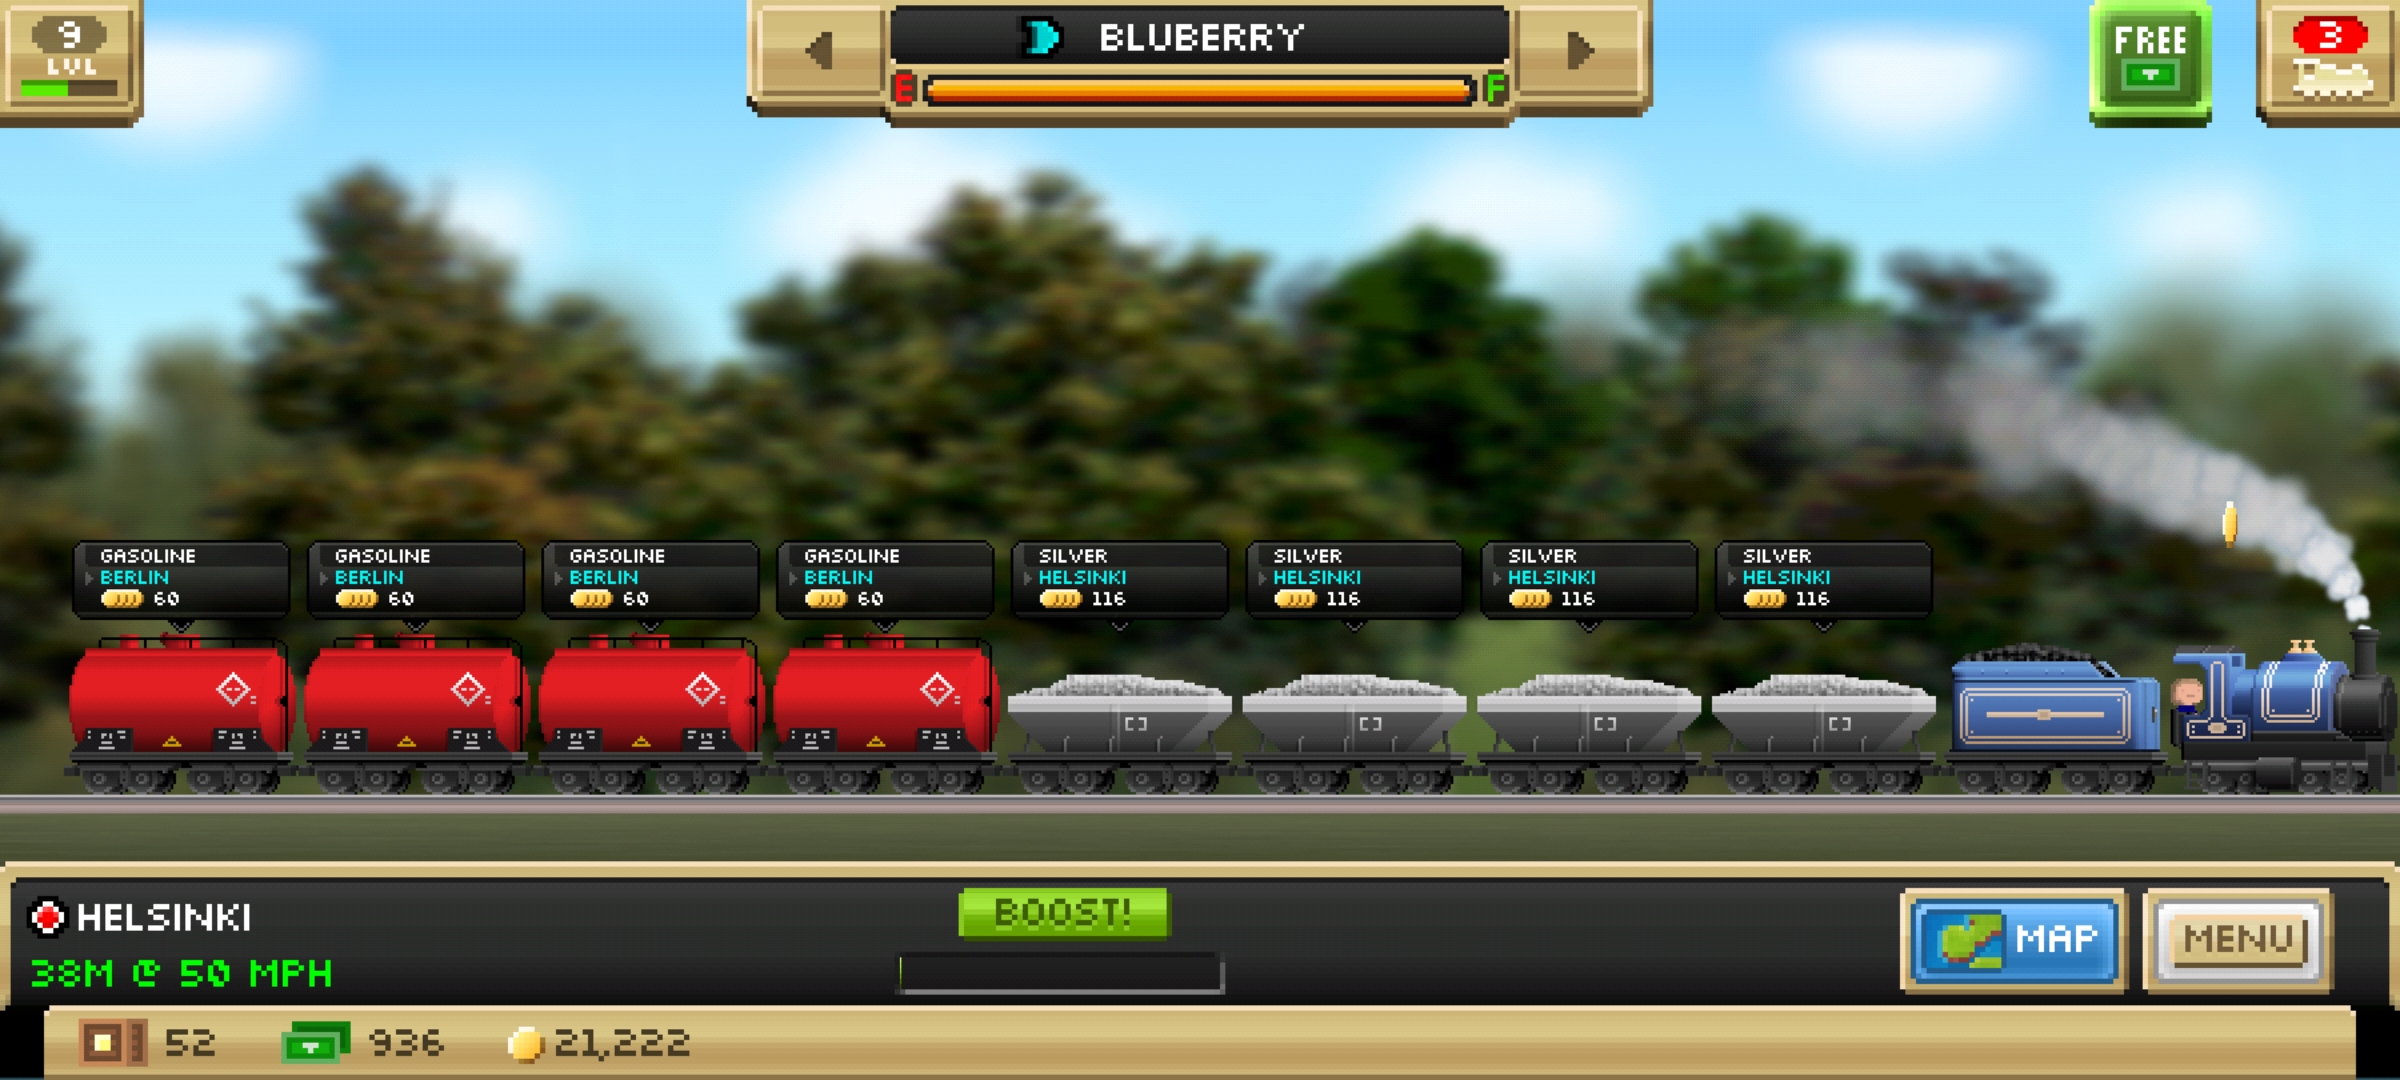 9
LVL
BLUBERRY
E F
FREE
3
GASOLINE
BERLIN
60
GASOLINE
BERLIN
60
GASOLINE
BERLIN
60
GASOLINE
BERLIN
60
SILVER
HELSINKI
116
SILVER
HELSINKI
116
SILVER
HELSINKI
116
SILVER
HELSINKI
116
HELSINKI
38M @ 50 MPH
BOOST!
MAP
MENU
52
936
21,222